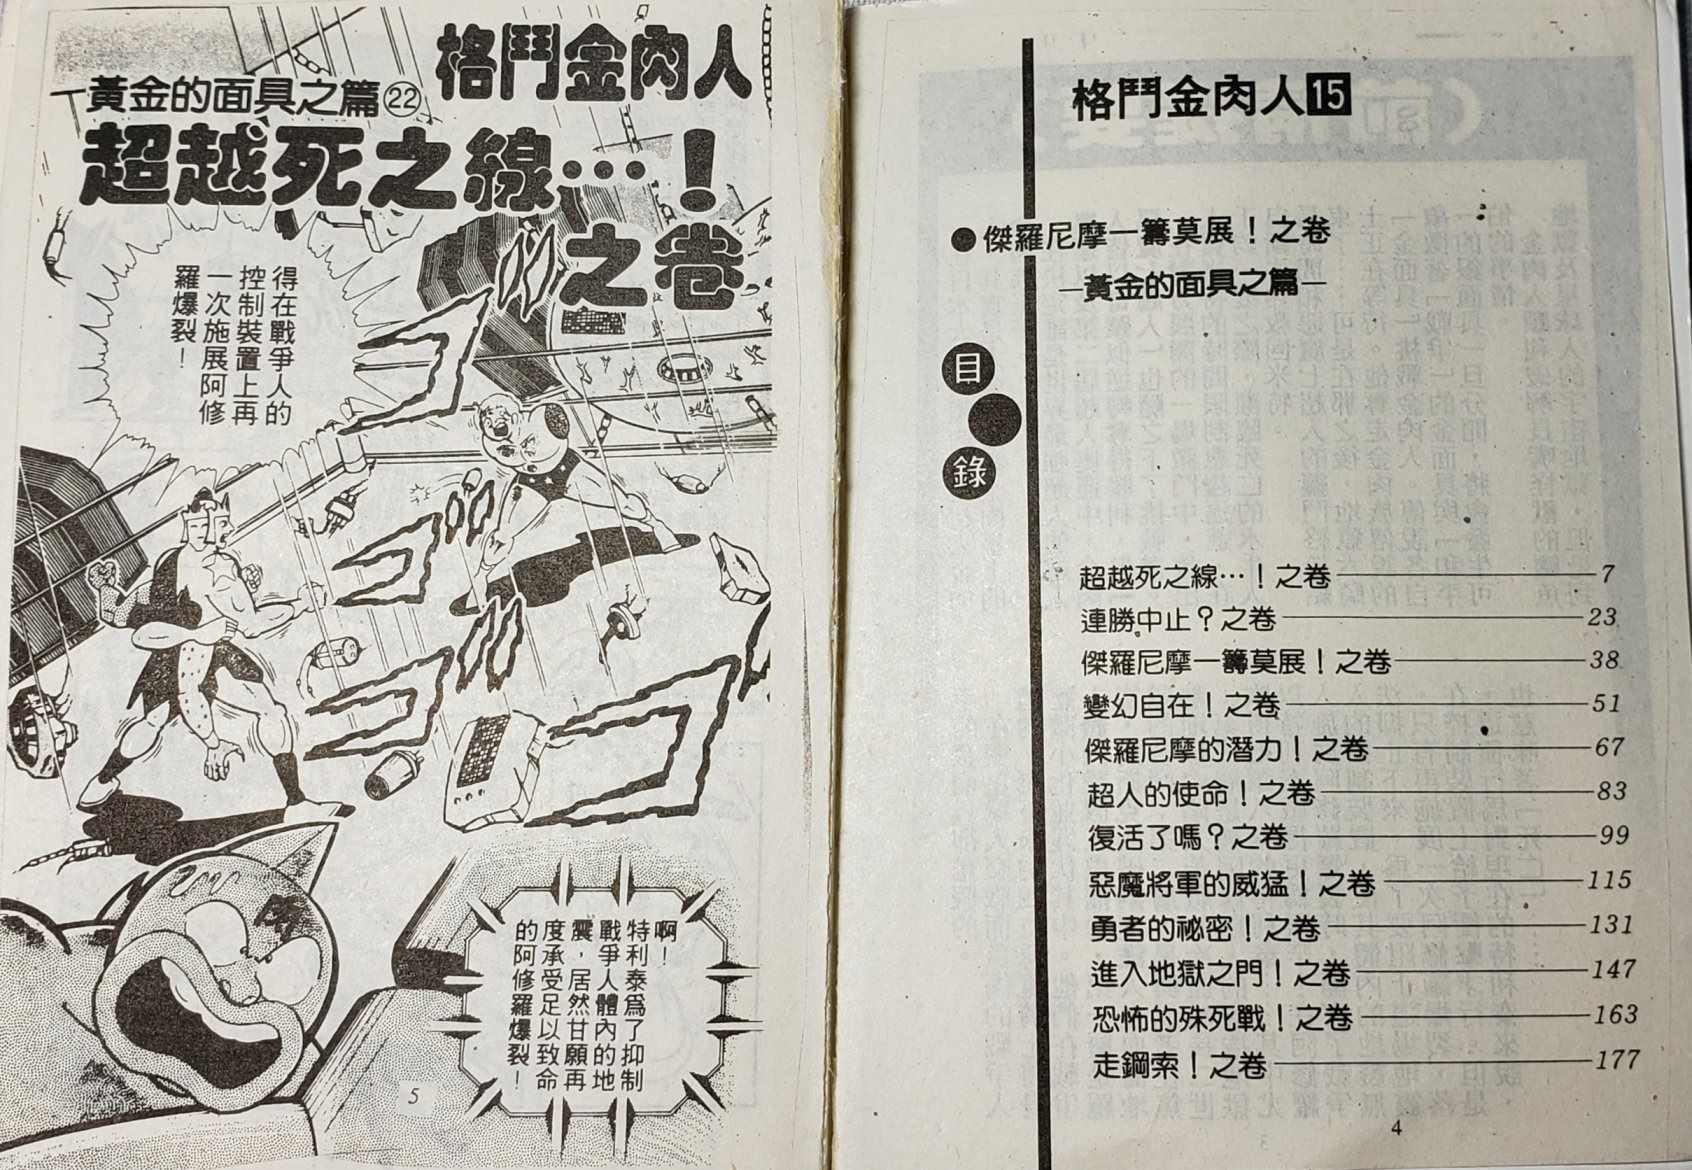 格鬥金肉人15
●傑羅尼摩一籌莫展！之卷
—黃金的面具之篇—
目錄
超越死之線…！之卷 7
連勝中止？之卷 23
傑羅尼摩一籌莫展！之卷 38
變幻自在！之卷 51
傑羅尼摩的潛力！之卷 67
超人的使命！之卷 83
復活了嗎？之卷 99
惡魔將軍的威猛！之卷 115
勇者的祕密！之卷 131
進入地獄之門！之卷 147
恐怖的殊死戰！之卷 163
走鋼索！之卷 177
4
格鬥金肉人
黃金的面具之篇㉒
超越死之線…！
之卷
得在戰爭人的
控制裝置上再
一次施展阿修
羅爆裂！
啊！
特利泰為了抑制
戰爭人體內的地
震，居然甘願再
度承受足以致命
的阿修羅爆裂！
5